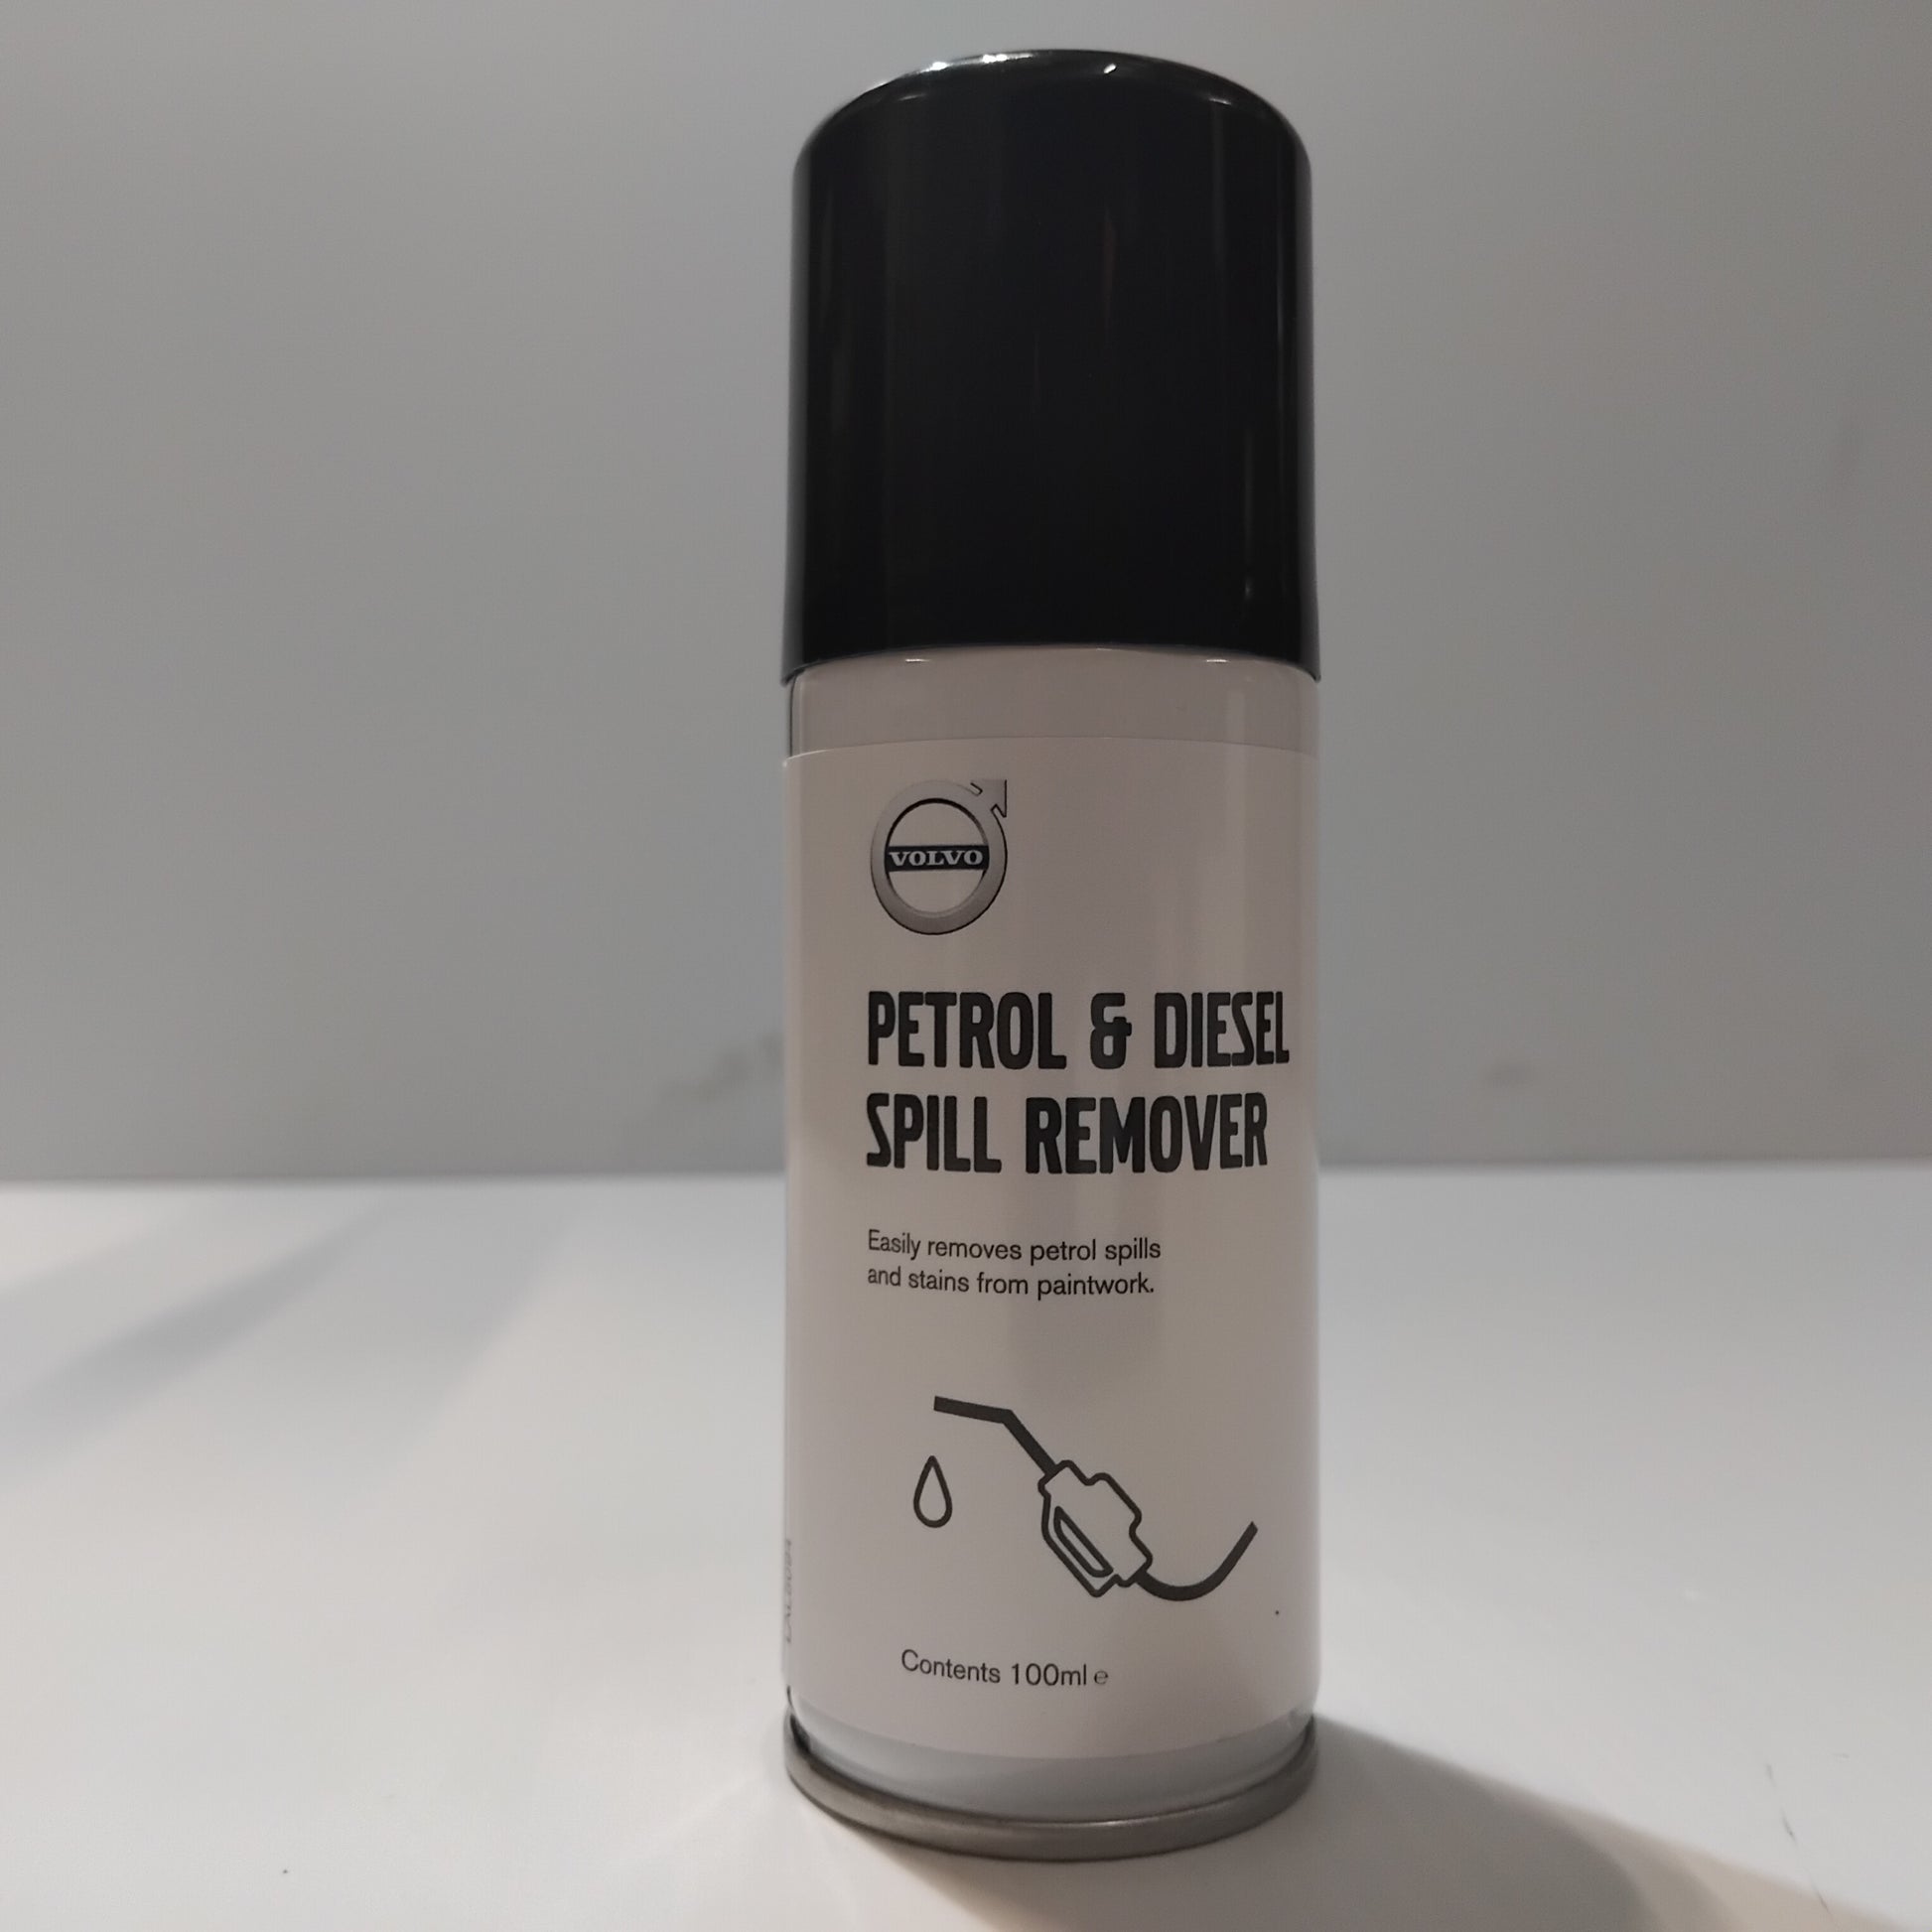 VOLVO
PETROL & DIESEL
SPILL REMOVER
Easily removes petrol spills
and stains from paintwork.
Contents 100ml ℮